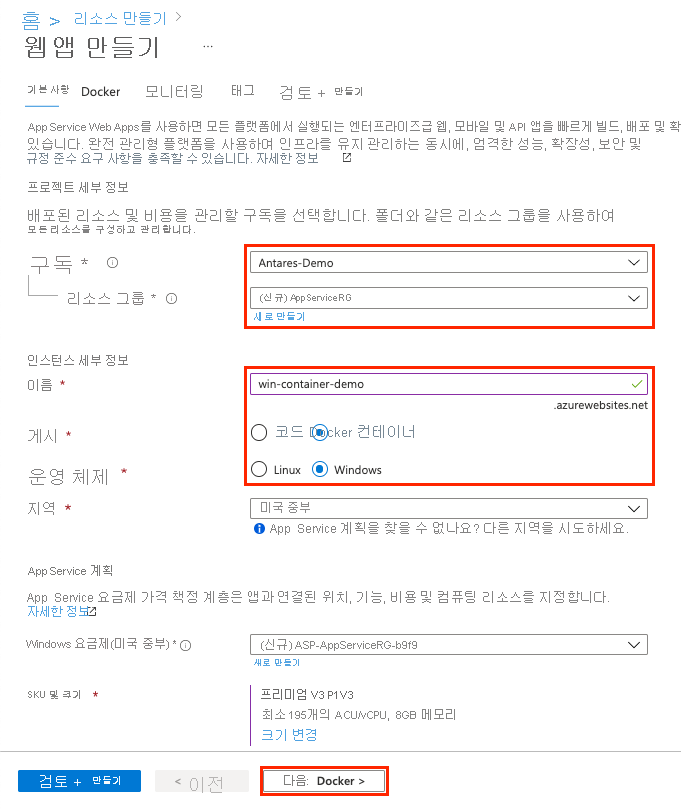 홈 > 리소스 만들기 >
웹앱 만들기 ...
기본 사항 Docker 모니터링 태그 검토 + 만들기
App Service Web Apps를 사용하면 모든 플랫폼에서 실행되는 엔터프라이즈급 웹, 모바일 및 API 앱을 빠르게 빌드, 배포 및 확
있습니다. 완전 관리형 플랫폼을 사용하여 인프라를 유지 관리하는 동시에, 엄격한 성능, 확장성, 보안 및
규정 준수 요구 사항을 충족할 수 있습니다. 자세한 정보
프로젝트 세부 정보
배포된 리소스 및 비용을 관리할 구독을 선택합니다. 폴더와 같은 리소스 그룹을 사용하여
모든 리소스를 구성하고 관리합니다.
구독 * Antares-Demo
리소스 그룹 * (신규) AppServiceRG
새로 만들기
인스턴스 세부 정보
이름 * win-container-demo
.azurewebsites.net
게시 * 코드 Docker 컨테이너
운영 체제 * Linux Windows
지역 * 미국 중부
App Service 계획을 찾을 수 없나요? 다른 지역을 시도하세요.
App Service 계획
App Service 요금제 가격 책정 계층은 앱과 연결된 위치, 기능, 비용 및 컴퓨팅 리소스를 지정합니다.
자세한 정보
Windows 요금제(미국 중부) * (신규) ASP-AppServiceRG-b9f9
새로 만들기
SKU 및 크기 * 프리미엄 V3 P1V3
최소 195개의 ACU/vCPU, 8GB 메모리
크기 변경
검토 + 만들기 < 이전 다음: Docker >